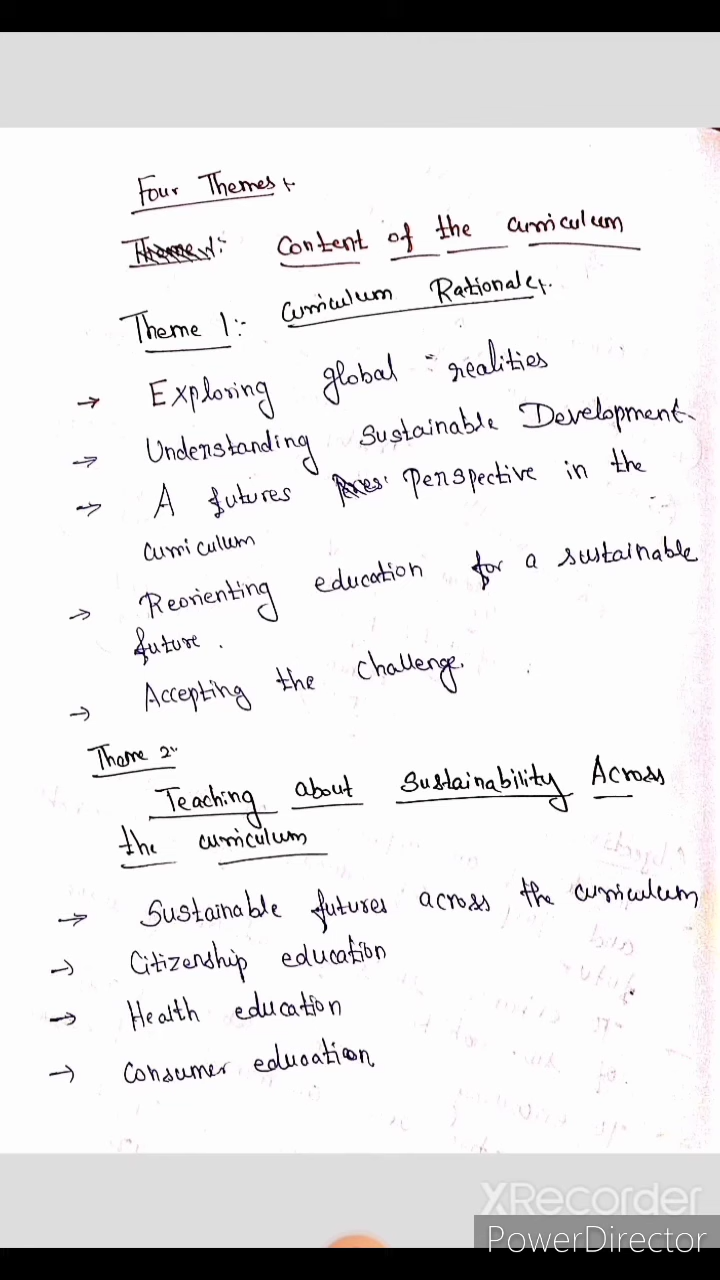 Four Themes:-
Theme 1:- Content of the curriculum
Theme 1:- Curriculum Rationale:-
→ Exploring global realities
→ Understanding Sustainable Development.
→ A futures Perspective in the
curriculum
→ Reorienting education for a sustainable
future.
→ Accepting the challenge.
Theme 2:-
Teaching about Sustainability Across
the curriculum
→ Sustainable futures across the curriculum
→ Citizenship education
→ Health education
→ Consumer education
XRecorder
PowerDirector